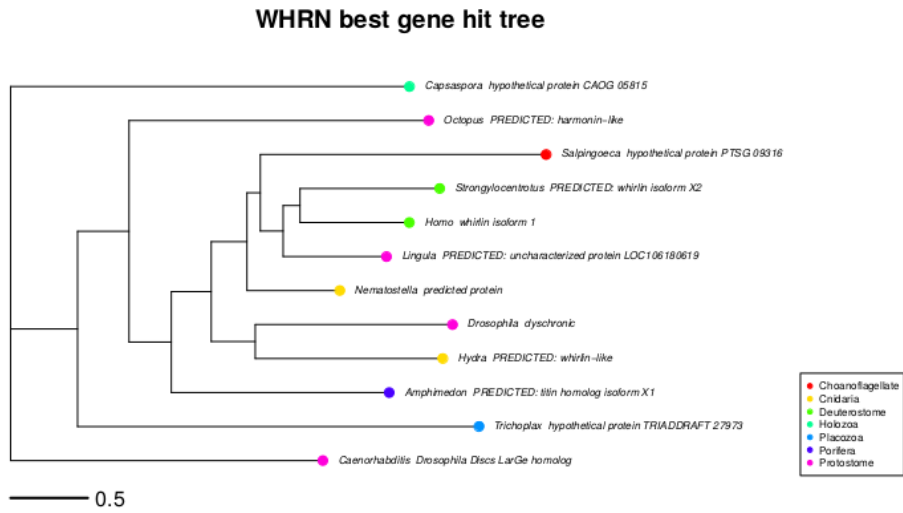 WHRN best gene hit tree
Capsaspora hypothetical protein CAOG 05815
Octopus PREDICTED: harmonin-like
Salpingoeca hypothetical protein PTSG 09316
Strongylocentrotus PREDICTED: whirlin isoform X2
Homo whirlin isoform 1
Lingula PREDICTED: uncharacterized protein LOC106180619
Nematostella predicted protein
Drosophila dyschronic
Hydra PREDICTED: whirlin-like
Amphimedon PREDICTED: titin homolog isoform X1
Trichoplax hypothetical protein TRIADDRAFT 27973
Caenorhabditis Drosophila Discs LarGe homolog
Choanoflagellate
Cnidaria
Deuterostome
Holozoa
Placozoa
Porifera
Protostome
0.5